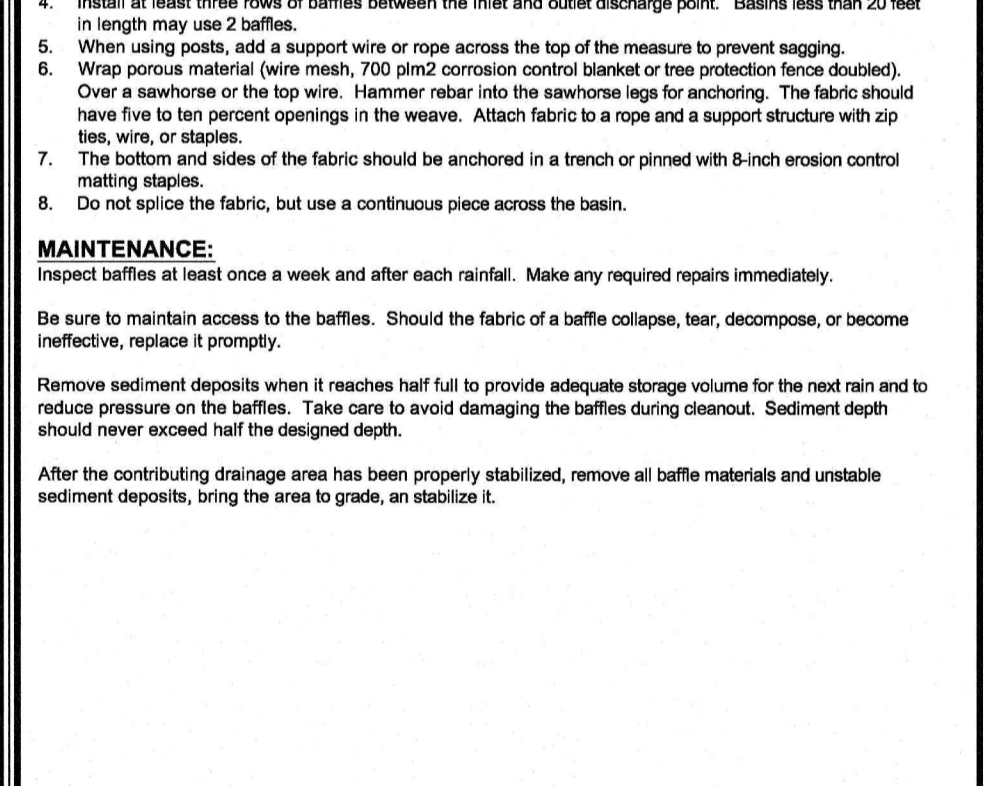 4. Install at least three rows of baffles between the inlet and outlet discharge point. Basins less than 20 feet
in length may use 2 baffles.
5. When using posts, add a support wire or rope across the top of the measure to prevent sagging.
6. Wrap porous material (wire mesh, 700 plm2 corrosion control blanket or tree protection fence doubled).
Over a sawhorse or the top wire. Hammer rebar into the sawhorse legs for anchoring. The fabric should
have five to ten percent openings in the weave. Attach fabric to a rope and a support structure with zip
ties, wire, or staples.
7. The bottom and sides of the fabric should be anchored in a trench or pinned with 8-inch erosion control
matting staples.
8. Do not splice the fabric, but use a continuous piece across the basin.
MAINTENANCE:
Inspect baffles at least once a week and after each rainfall. Make any required repairs immediately.
Be sure to maintain access to the baffles. Should the fabric of a baffle collapse, tear, decompose, or become
ineffective, replace it promptly.
Remove sediment deposits when it reaches half full to provide adequate storage volume for the next rain and to
reduce pressure on the baffles. Take care to avoid damaging the baffles during cleanout. Sediment depth
should never exceed half the designed depth.
After the contributing drainage area has been properly stabilized, remove all baffle materials and unstable
sediment deposits, bring the area to grade, an stabilize it.